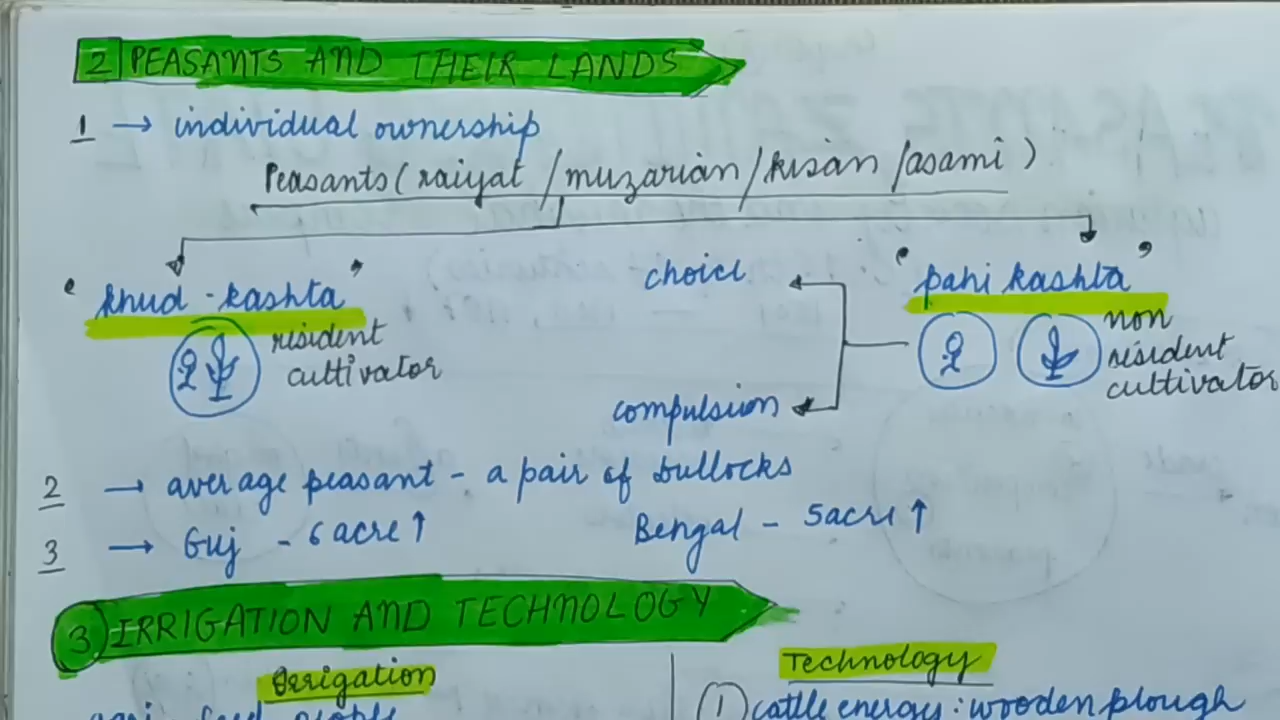 2 PEASANTS AND THEIR LANDS
1 → individual ownership
Peasants (raiyat / muzarian / kisan / asami)
"khud - kashta"
resident cultivator
choice
compulsion
"pahi kashta"
non resident cultivator
2 → average peasant - a pair of bullocks
3 → Guj - 6 acre ↑ Bengal - 5 acre ↑
3 IRRIGATION AND TECHNOLOGY
Irrigation
Technology
① cattle energy : wooden plough